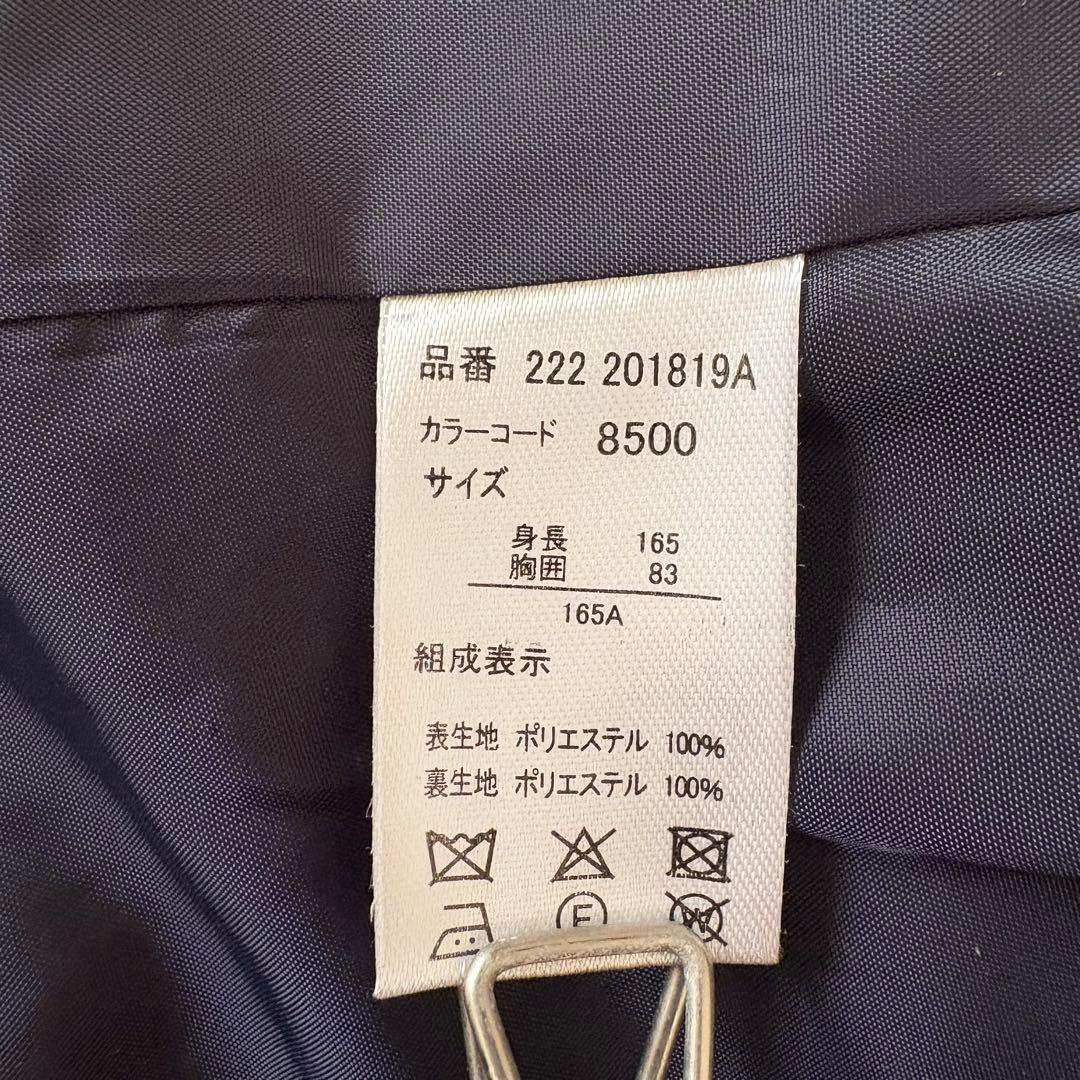 品番 222 201819A
カラーコード 8500
サイズ
身長 165
胸囲 83
165A
組成表示
表生地 ポリエステル 100%
裏生地 ポリエステル 100%
F W